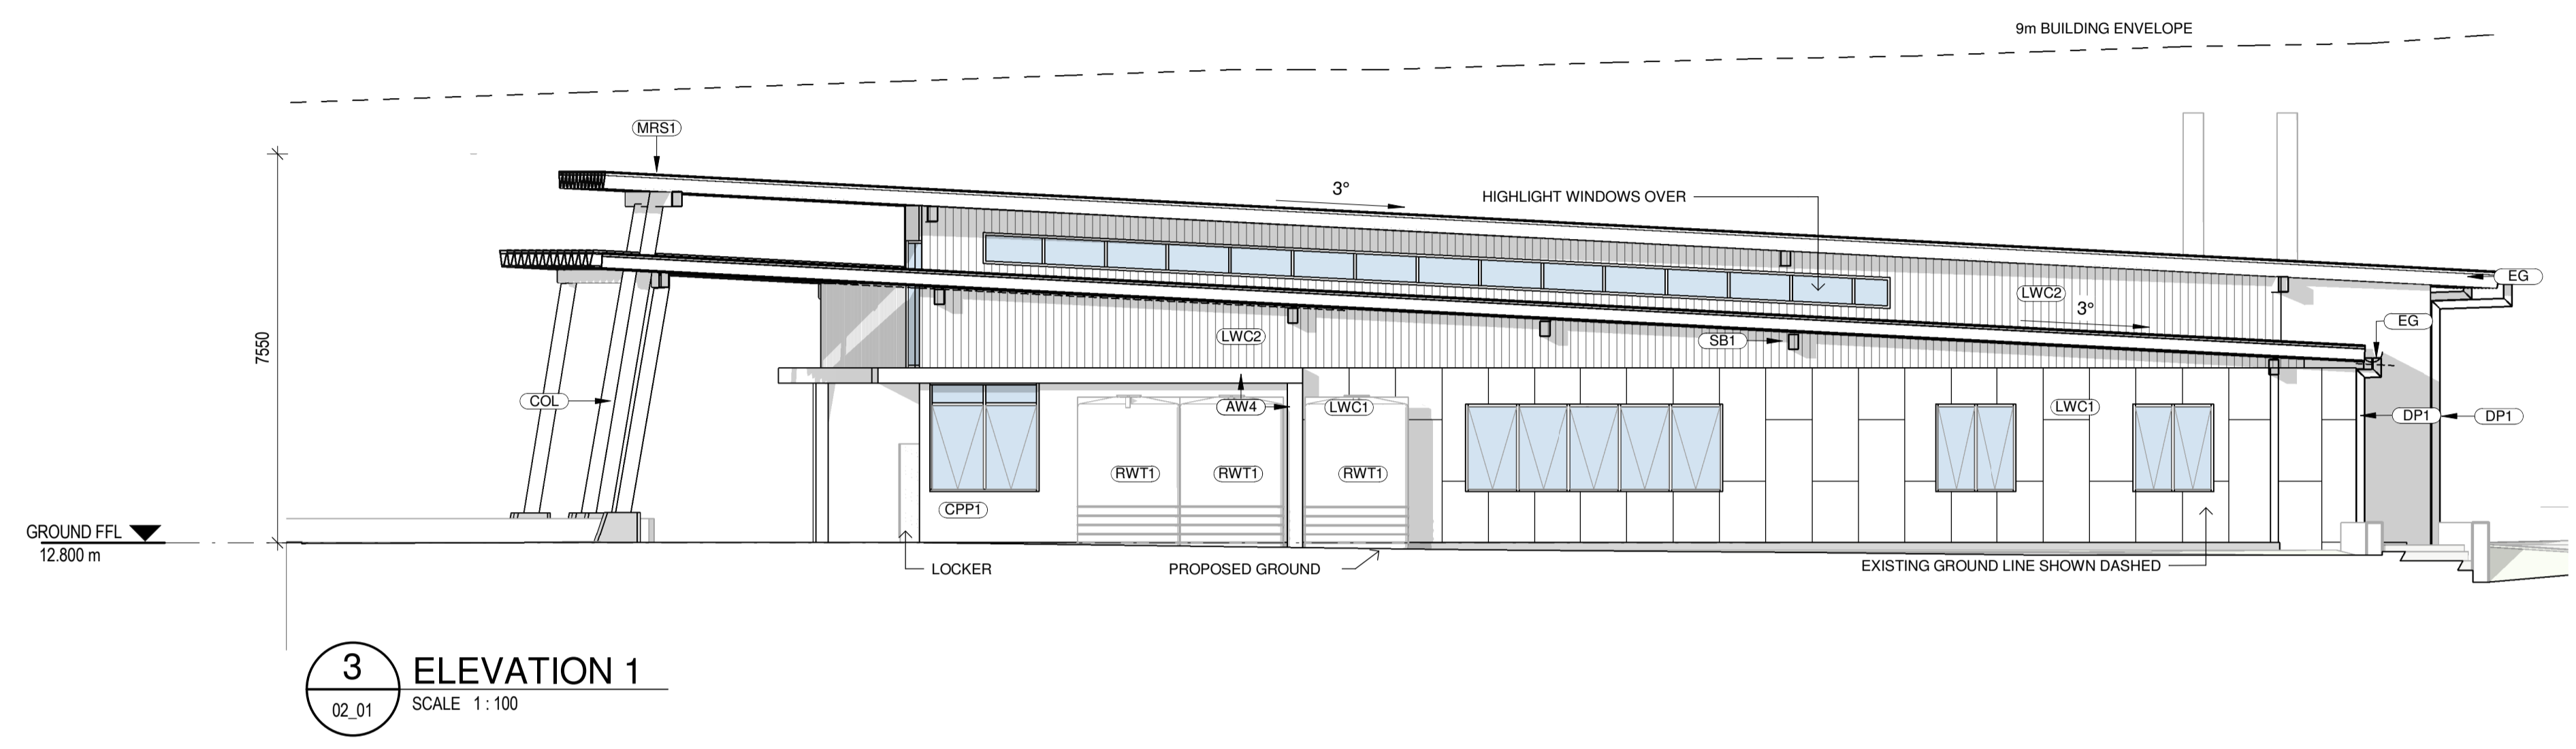 9m BUILDING ENVELOPE
MRS1
3°
HIGHLIGHT WINDOWS OVER
EG
LWC2
3°
EG
7550
LWC2
SB1
COL
AW4
LWC1
LWC1
DP1
DP1
RWT1
RWT1
RWT1
CPP1
GROUND FFL
12.800 m
LOCKER
PROPOSED GROUND
EXISTING GROUND LINE SHOWN DASHED
3
ELEVATION 1
02_01
SCALE 1 : 100